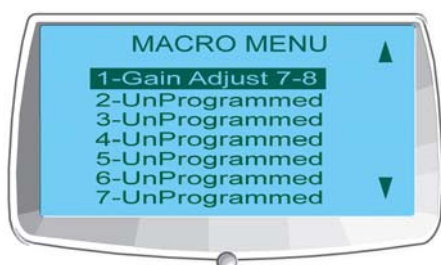 MACRO MENU
1-Gain Adjust 7-8
2-UnProgrammed
3-UnProgrammed
4-UnProgrammed
5-UnProgrammed
6-UnProgrammed
7-UnProgrammed